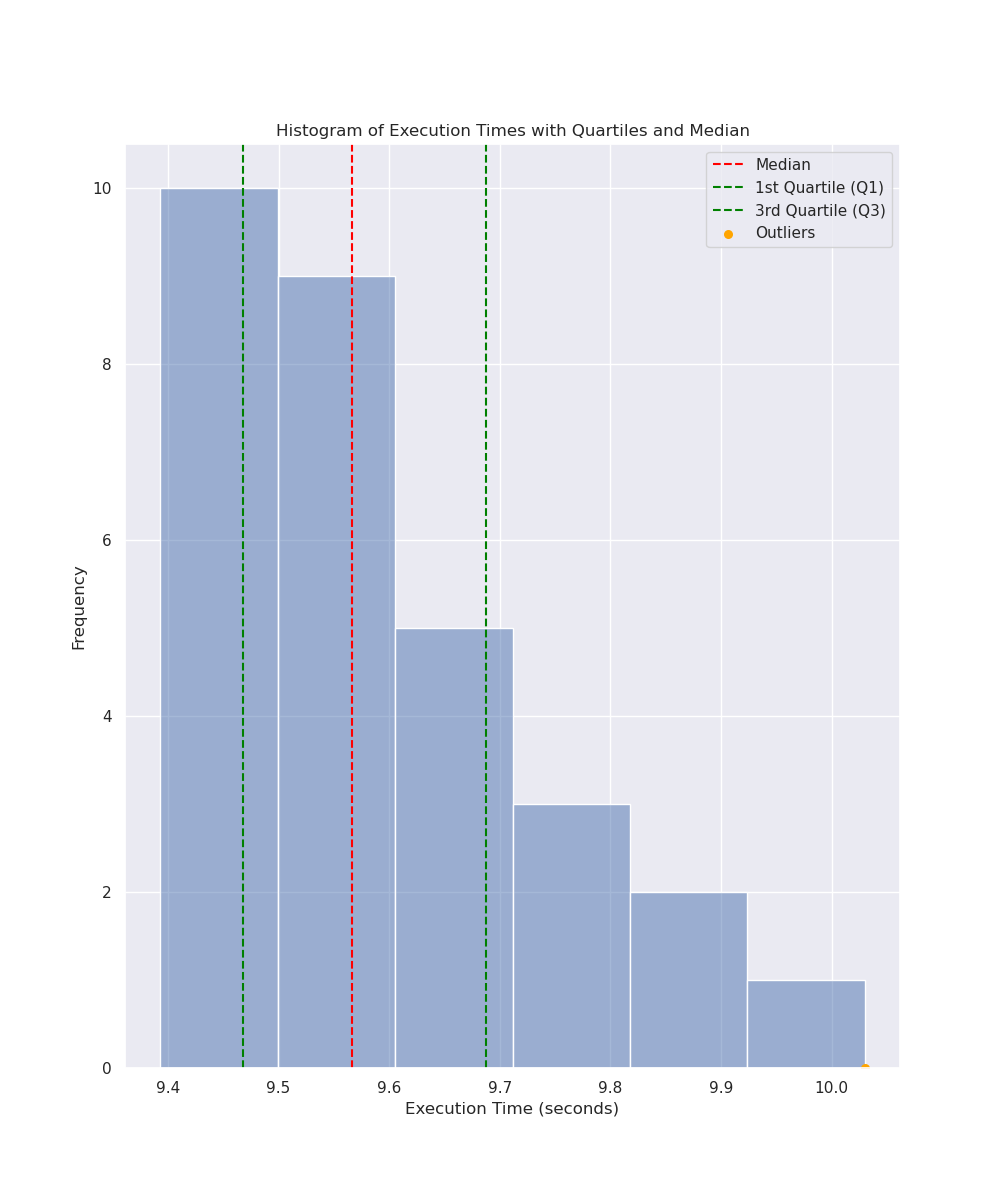 Histogram of Execution Times with Quartiles and Median
Median
1st Quartile (Q1)
3rd Quartile (Q3)
Outliers
10
8
6
4
2
0
Frequency
9.4 9.5 9.6 9.7 9.8 9.9 10.0
Execution Time (seconds)